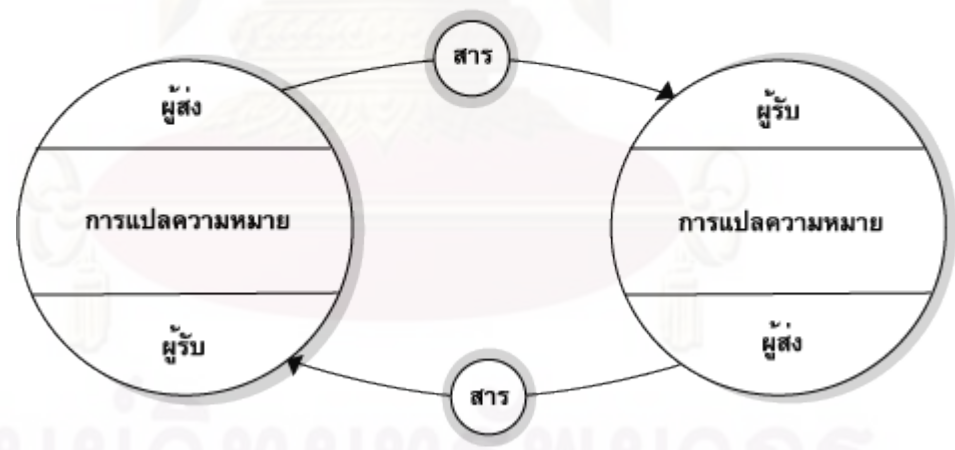 สาร
ผู้ส่ง
ผู้รับ
การแปลความหมาย
การแปลความหมาย
ผู้รับ
ผู้ส่ง
สาร